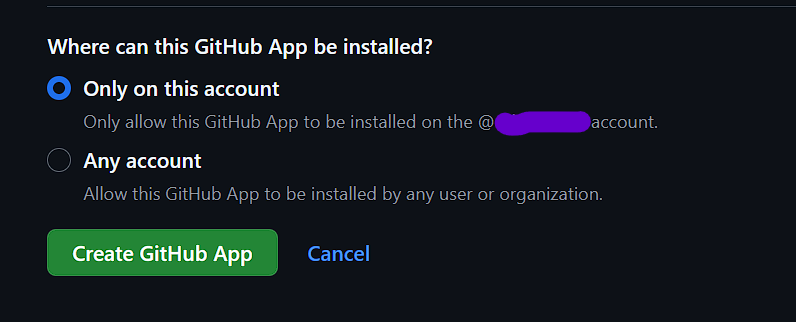 Where can this GitHub App be installed?
Only on this account
Only allow this GitHub App to be installed on the @ account.
Any account
Allow this GitHub App to be installed by any user or organization.
Create GitHub App Cancel